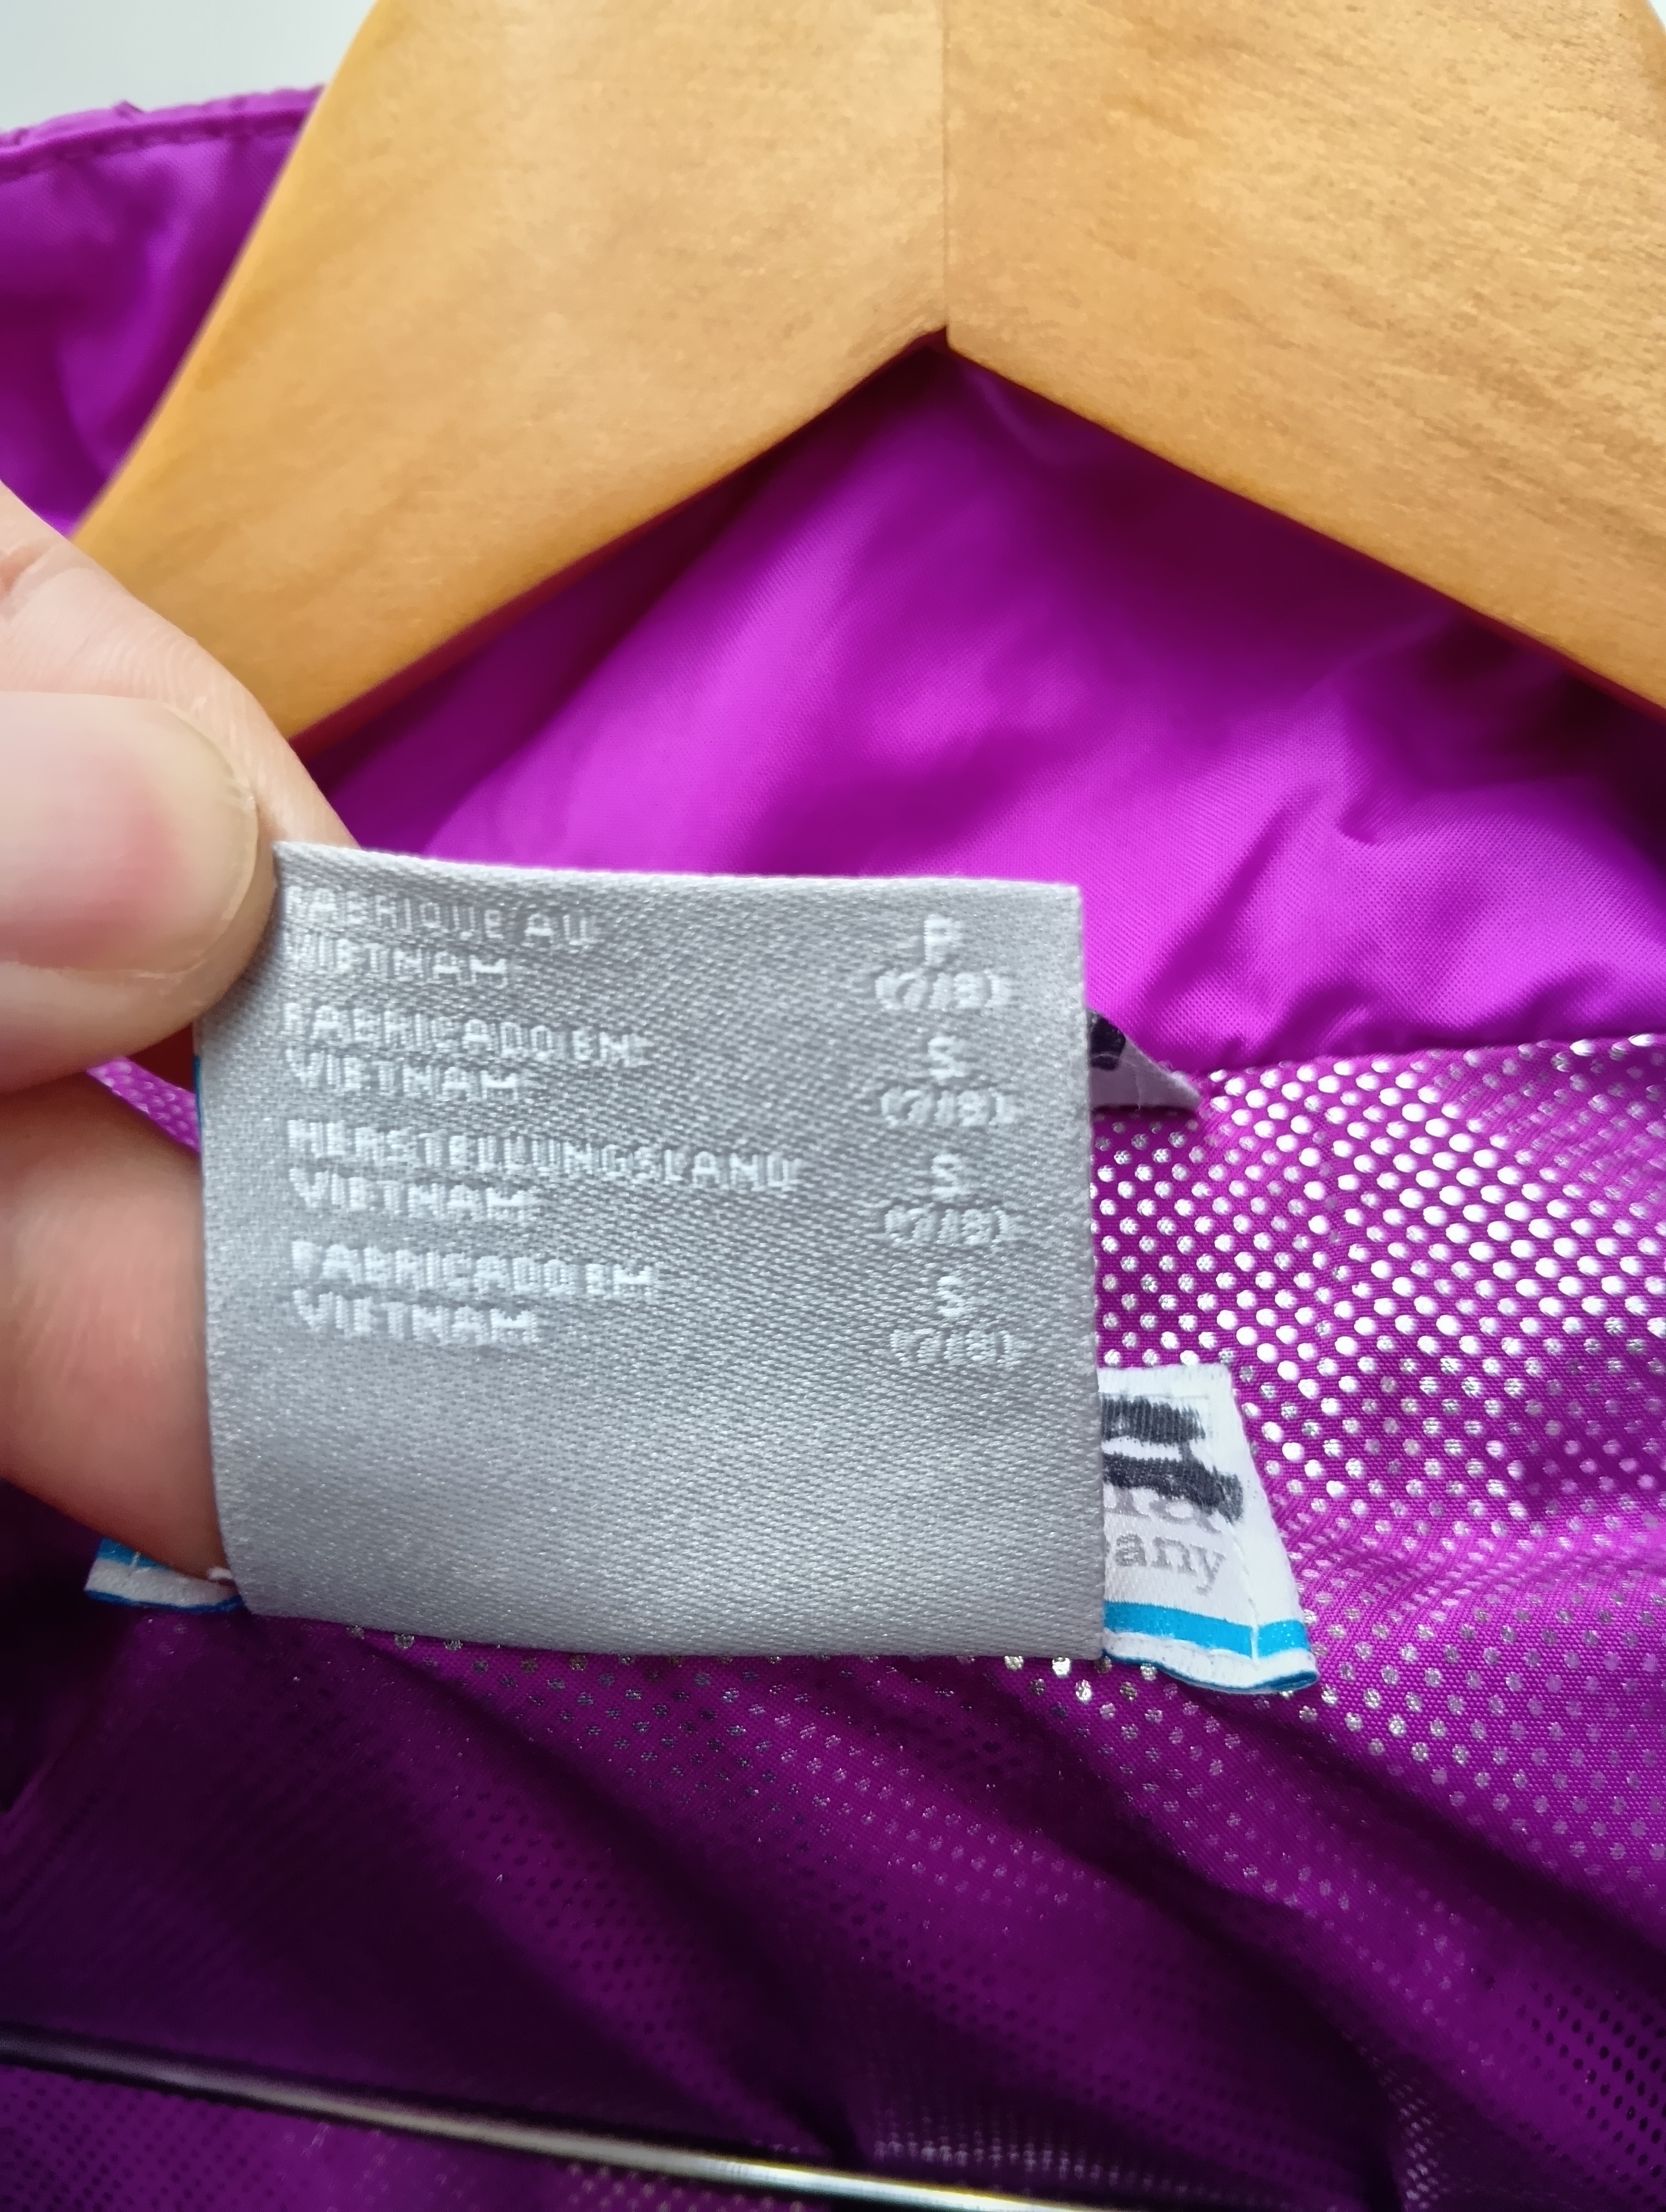 FABRIQUE AU P
VIETNAM (7/8)
FABRICADO EN S
VIETNAM (7/8)
HERSTELLUNGSLAND S
VIETNAM (7/8)
FABRICADO EM S
VIETNAM (7/8)
any